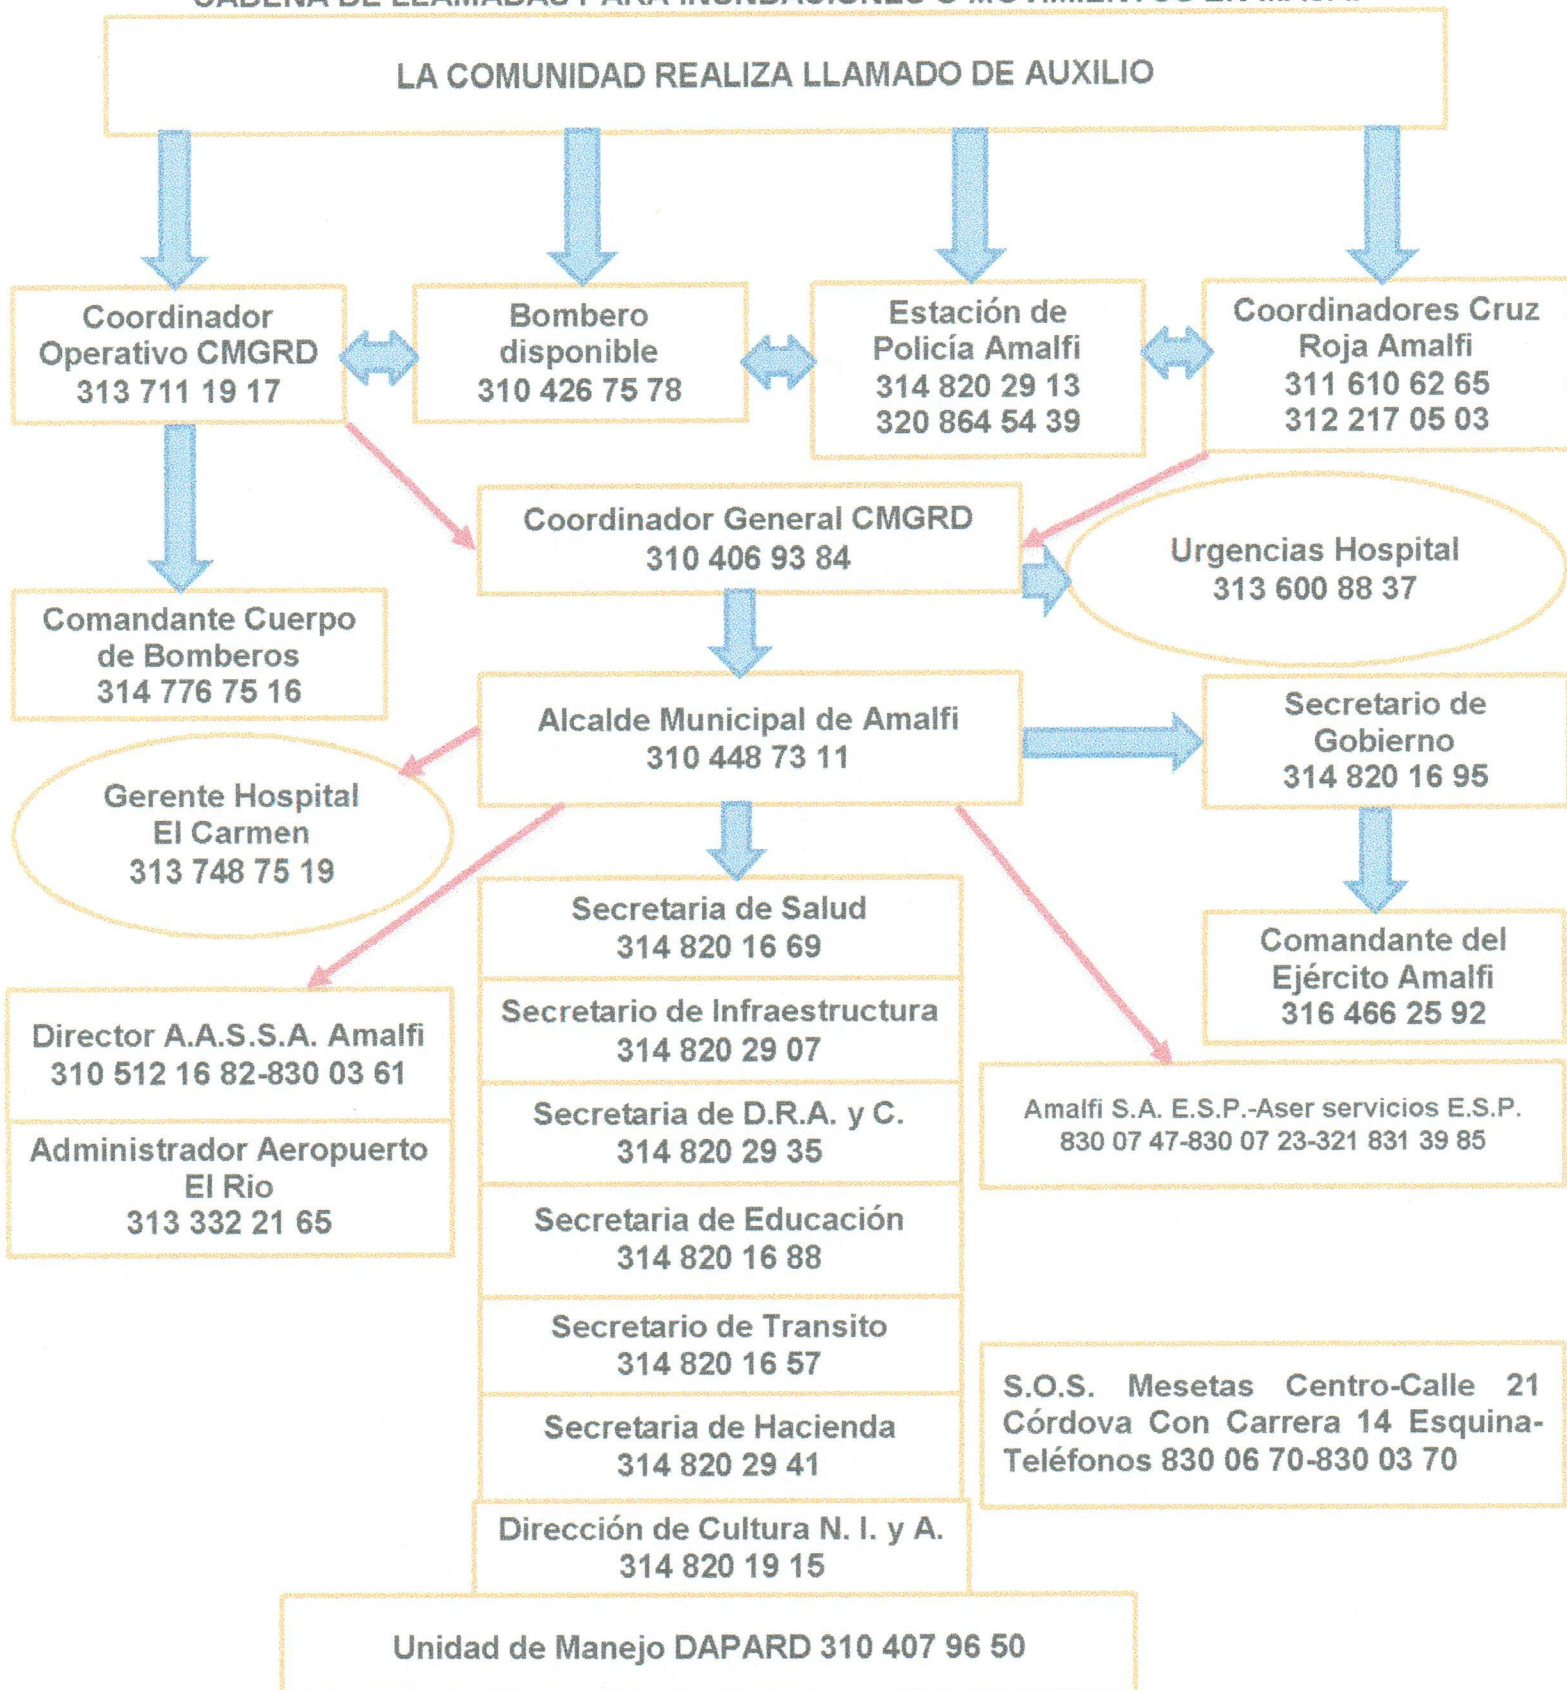 CADENA DE LLAMADAS PARA INUNDACIONES O MOVIMIENTOS EN MASA
LA COMUNIDAD REALIZA LLAMADO DE AUXILIO
Coordinador
Operativo CMGRD
313 711 19 17
Bombero
disponible
310 426 75 78
Estación de
Policía Amalfi
314 820 29 13
320 864 54 39
Coordinadores Cruz
Roja Amalfi
311 610 62 65
312 217 05 03
Coordinador General CMGRD
310 406 93 84
Urgencias Hospital
313 600 88 37
Comandante Cuerpo
de Bomberos
314 776 75 16
Alcalde Municipal de Amalfi
310 448 73 11
Secretario de
Gobierno
314 820 16 95
Gerente Hospital
El Carmen
313 748 75 19
Secretaria de Salud
314 820 16 69
Comandante del
Ejército Amalfi
316 466 25 92
Director A.A.S.S.A. Amalfi
310 512 16 82-830 03 61
Secretario de Infraestructura
314 820 29 07
Amalfi S.A. E.S.P.-Aser servicios E.S.P.
830 07 47-830 07 23-321 831 39 85
Administrador Aeropuerto
El Rio
313 332 21 65
Secretaria de D.R.A. y C.
314 820 29 35
Secretaria de Educación
314 820 16 88
Secretario de Transito
314 820 16 57
Secretaria de Hacienda
314 820 29 41
S.O.S. Mesetas Centro-Calle 21
Córdova Con Carrera 14 Esquina-
Teléfonos 830 06 70-830 03 70
Dirección de Cultura N. I. y A.
314 820 19 15
Unidad de Manejo DAPARD 310 407 96 50